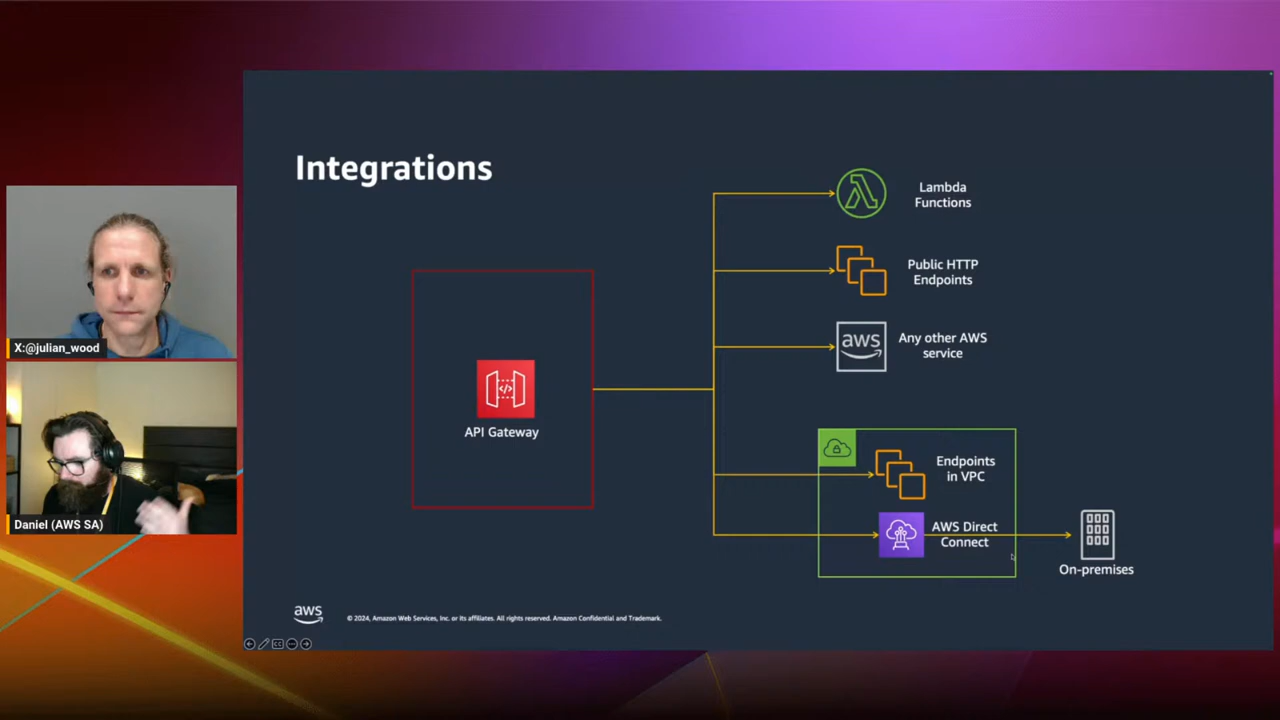 Integrations
Lambda
Functions
Public HTTP
Endpoints
aws
Any other AWS
service
API Gateway
Endpoints
in VPC
AWS Direct
Connect
On-premises
X:@julian_wood
Daniel (AWS SA)
aws
© 2024, Amazon Web Services, Inc. or its affiliates. All rights reserved. Amazon Confidential and Trademark.